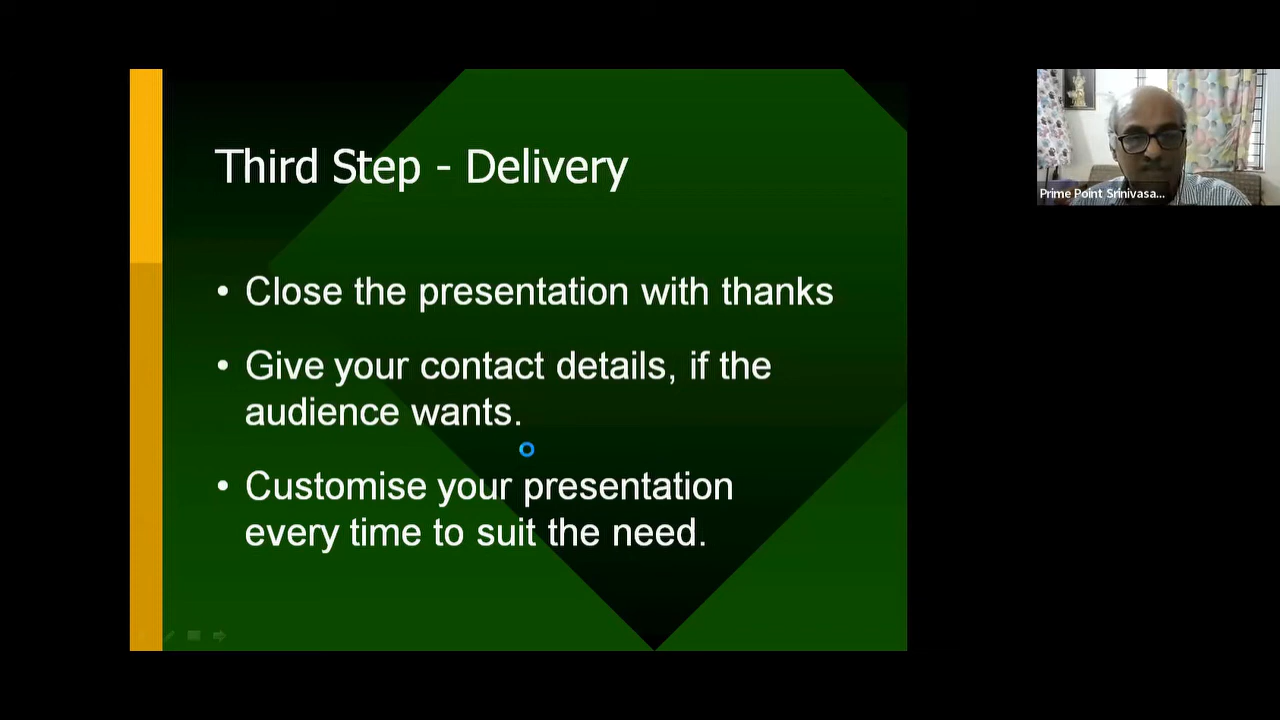 Third Step - Delivery
• Close the presentation with thanks
• Give your contact details, if the
audience wants.
• Customise your presentation
every time to suit the need.
Prime Point Srinivasa...